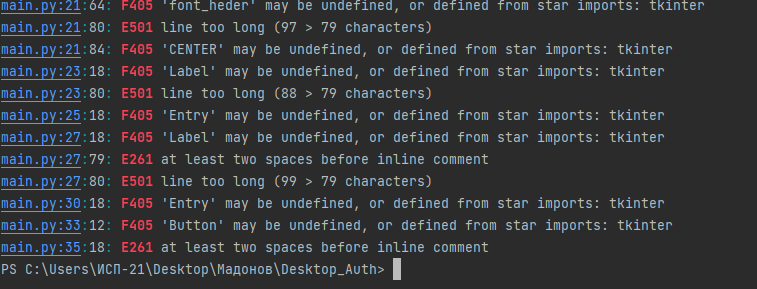 main.py:21:64: F405 'font_heder' may be undefined, or defined from star imports: tkinter
main.py:21:80: E501 line too long (97 > 79 characters)
main.py:21:84: F405 'CENTER' may be undefined, or defined from star imports: tkinter
main.py:23:18: F405 'Label' may be undefined, or defined from star imports: tkinter
main.py:23:80: E501 line too long (88 > 79 characters)
main.py:25:18: F405 'Entry' may be undefined, or defined from star imports: tkinter
main.py:27:18: F405 'Label' may be undefined, or defined from star imports: tkinter
main.py:27:79: E261 at least two spaces before inline comment
main.py:27:80: E501 line too long (99 > 79 characters)
main.py:30:18: F405 'Entry' may be undefined, or defined from star imports: tkinter
main.py:33:12: F405 'Button' may be undefined, or defined from star imports: tkinter
main.py:35:18: E261 at least two spaces before inline comment
PS C:\Users\ИСП-21\Desktop\Мадонов\Desktop_Auth>